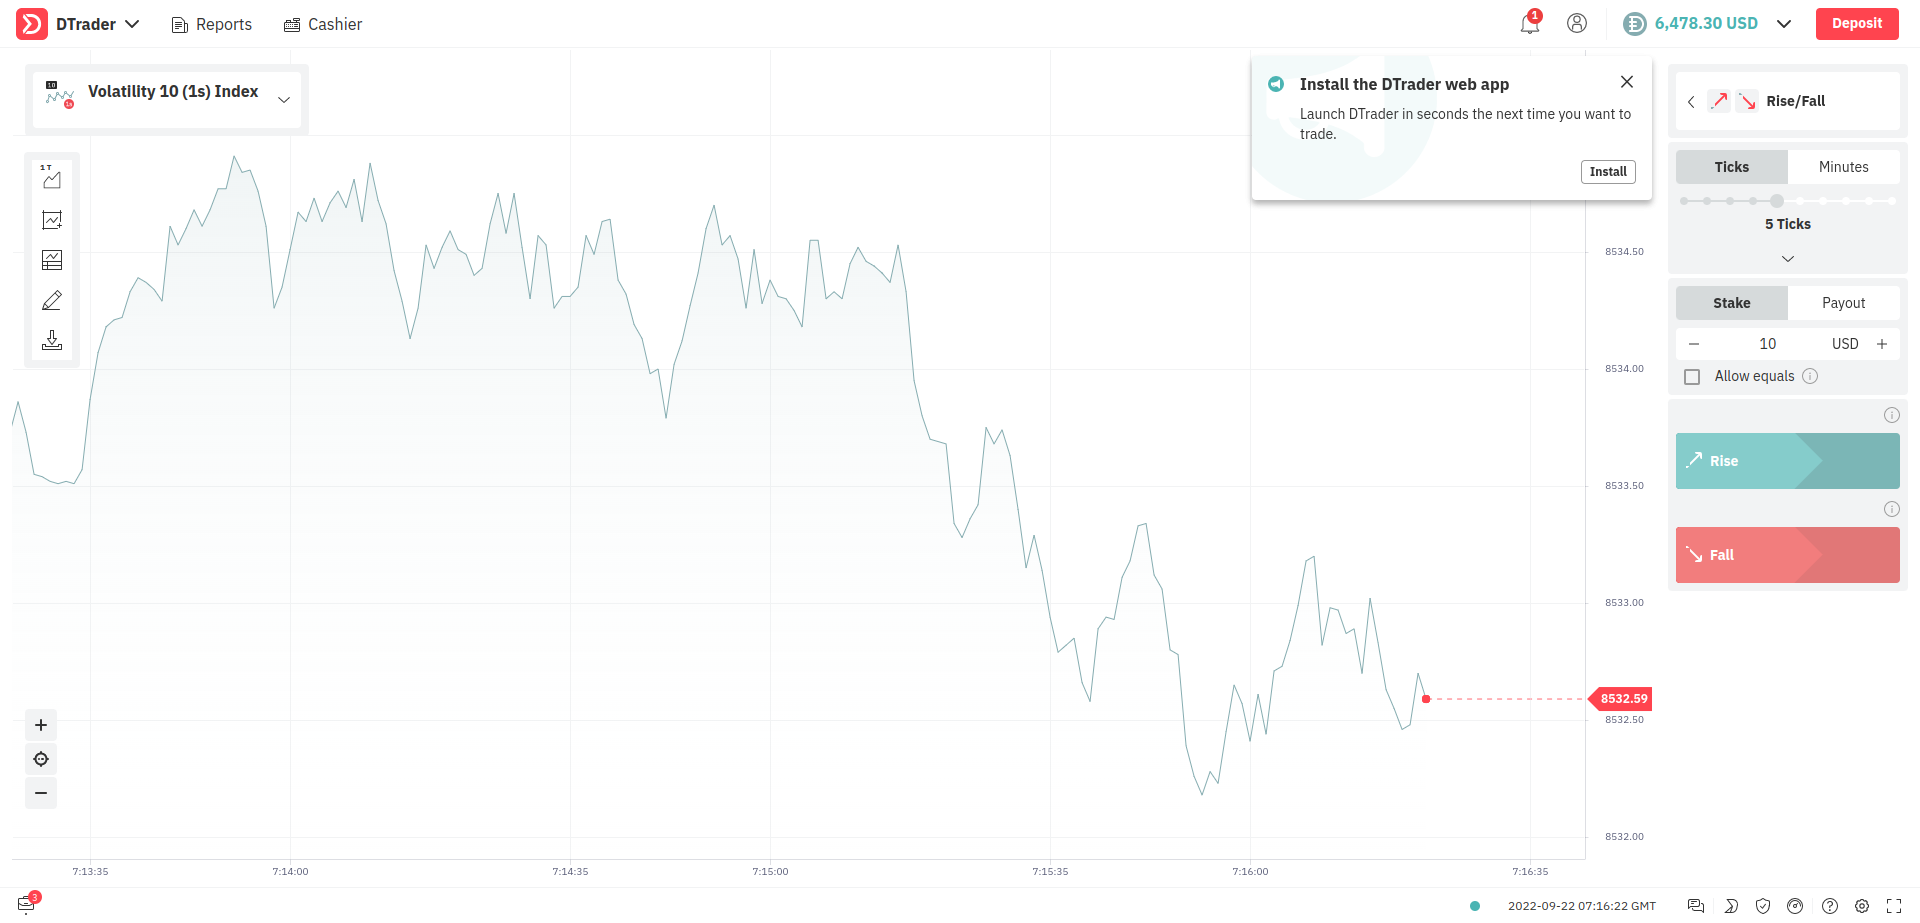 DTrader
Reports
Cashier
1
6,478.30 USD
Deposit
10
1s
Volatility 10 (1s) Index
1 T
Install the DTrader web app
Launch DTrader in seconds the next time you want to
trade.
Install
Rise/Fall
Ticks
Minutes
5 Ticks
Stake
Payout
10
USD
Allow equals
Rise
Fall
8534.50
8534.00
8533.50
8533.00
8532.59
8532.50
8532.00
7:13:35
7:14:00
7:14:35
7:15:00
7:15:35
7:16:00
7:16:35
3
2022-09-22 07:16:22 GMT